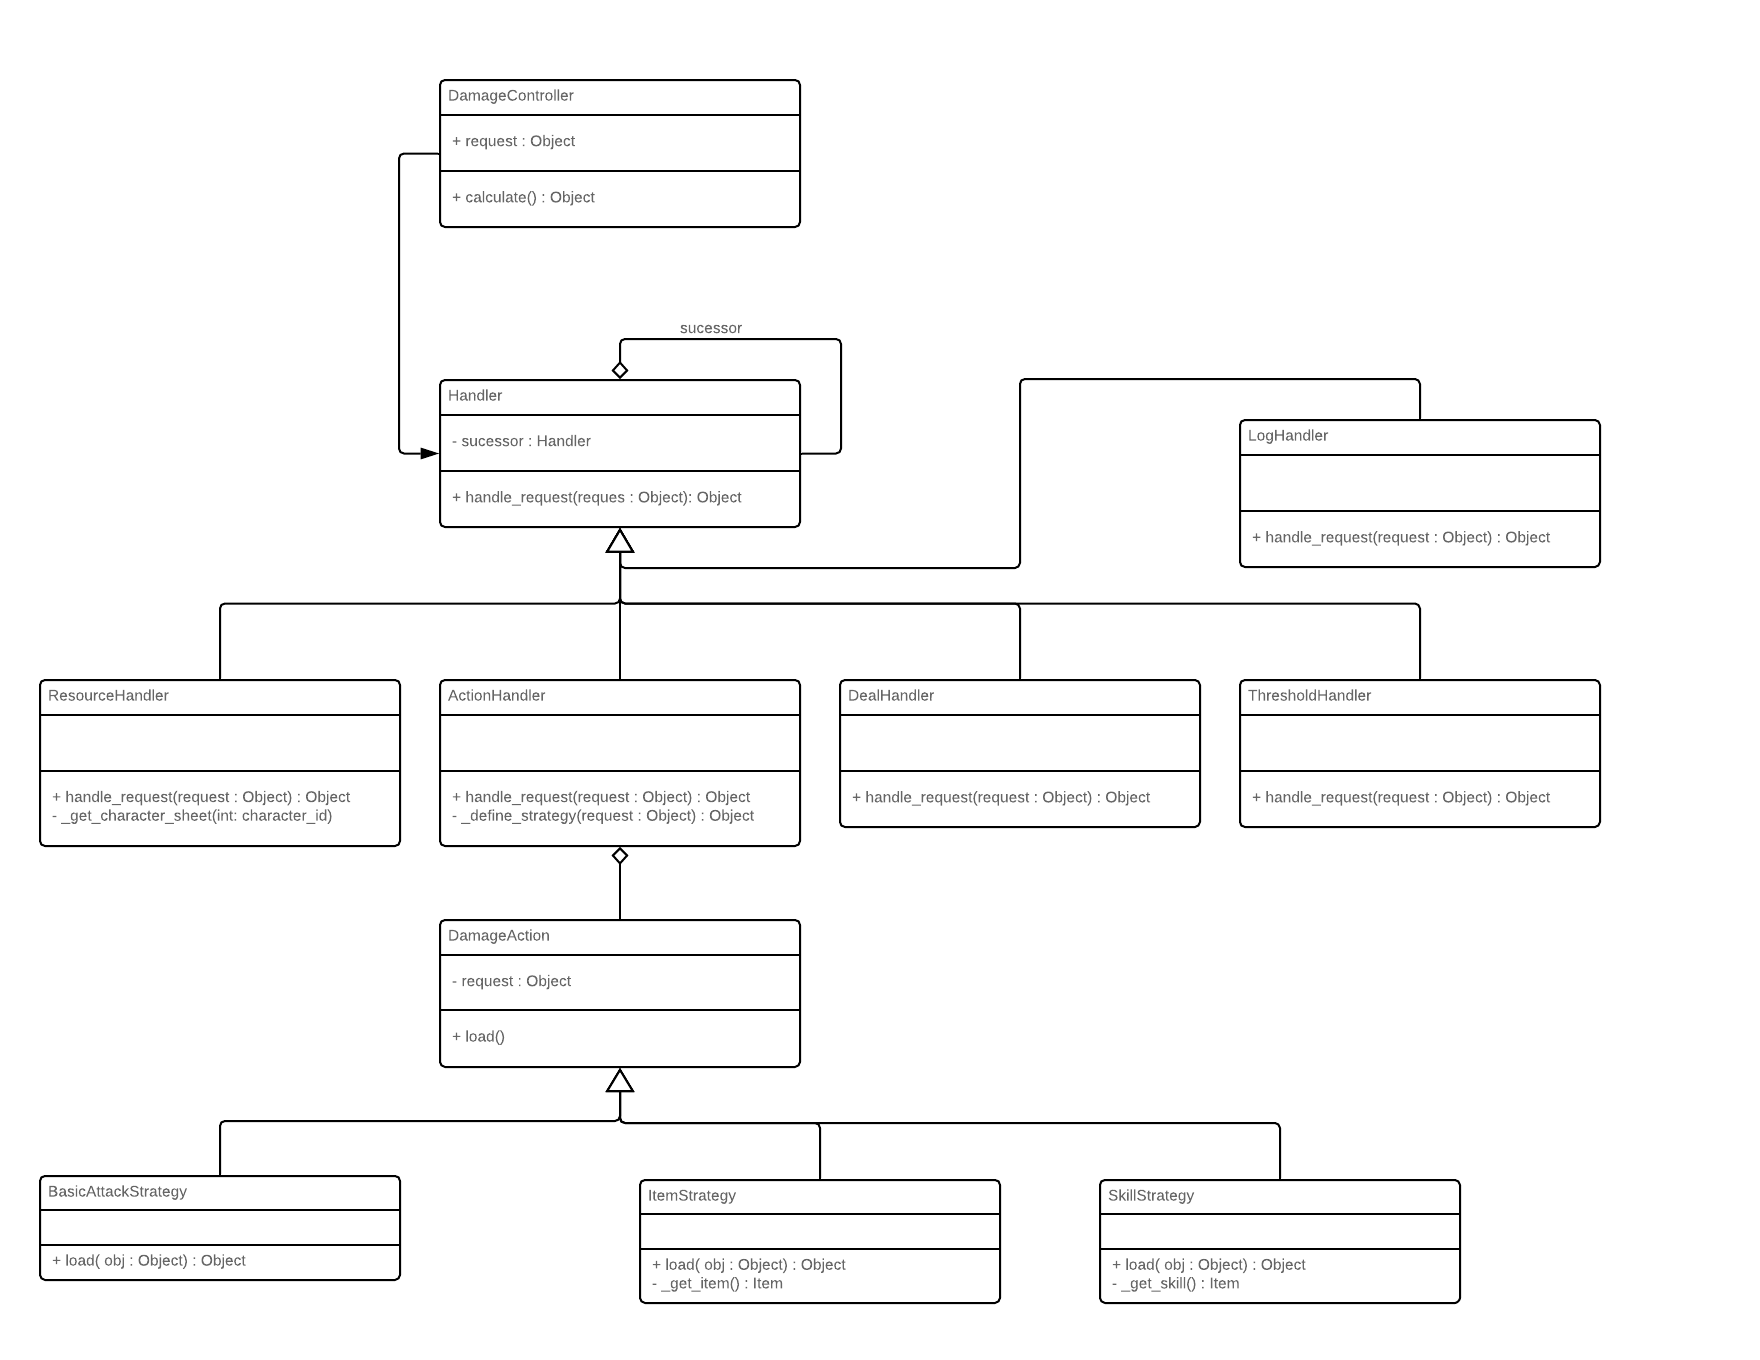 DamageController
+ request : Object
+ calculate() : Object
sucessor
Handler
- sucessor : Handler
+ handle_request(reques : Object): Object
LogHandler
+ handle_request(request : Object) : Object
ResourceHandler
+ handle_request(request : Object) : Object
- _get_character_sheet(int: character_id)
ActionHandler
+ handle_request(request : Object) : Object
- _define_strategy(request : Object) : Object
DealHandler
+ handle_request(request : Object) : Object
ThresholdHandler
+ handle_request(request : Object) : Object
DamageAction
- request : Object
+ load()
BasicAttackStrategy
+ load( obj : Object) : Object
ItemStrategy
+ load( obj : Object) : Object
- _get_item() : Item
SkillStrategy
+ load( obj : Object) : Object
- _get_skill() : Item